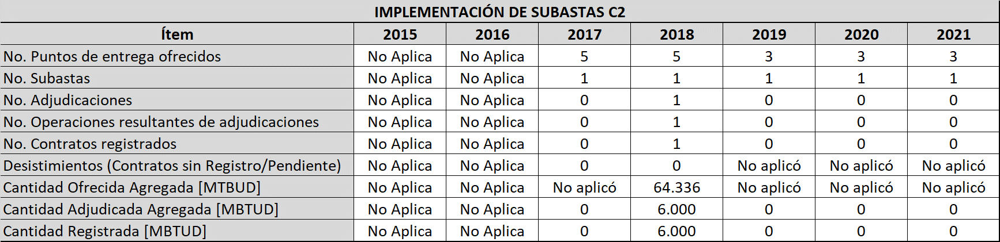 IMPLEMENTACIÓN DE SUBASTAS C2
Ítem 2015 2016 2017 2018 2019 2020 2021
No. Puntos de entrega ofrecidos No Aplica No Aplica 5 5 3 3 3
No. Subastas No Aplica No Aplica 1 1 1 1 1
No. Adjudicaciones No Aplica No Aplica 0 1 0 0 0
No. Operaciones resultantes de adjudicaciones No Aplica No Aplica 0 1 0 0 0
No. Contratos registrados No Aplica No Aplica 0 1 0 0 0
Desistimientos (Contratos sin Registro/Pendiente) No Aplica No Aplica 0 0 No aplicó No aplicó No aplicó
Cantidad Ofrecida Agregada [MTBUD] No Aplica No Aplica No aplicó 64.336 No aplicó No aplicó No aplicó
Cantidad Adjudicada Agregada [MBTUD] No Aplica No Aplica 0 6.000 0 0 0
Cantidad Registrada [MBTUD] No Aplica No Aplica 0 6.000 0 0 0